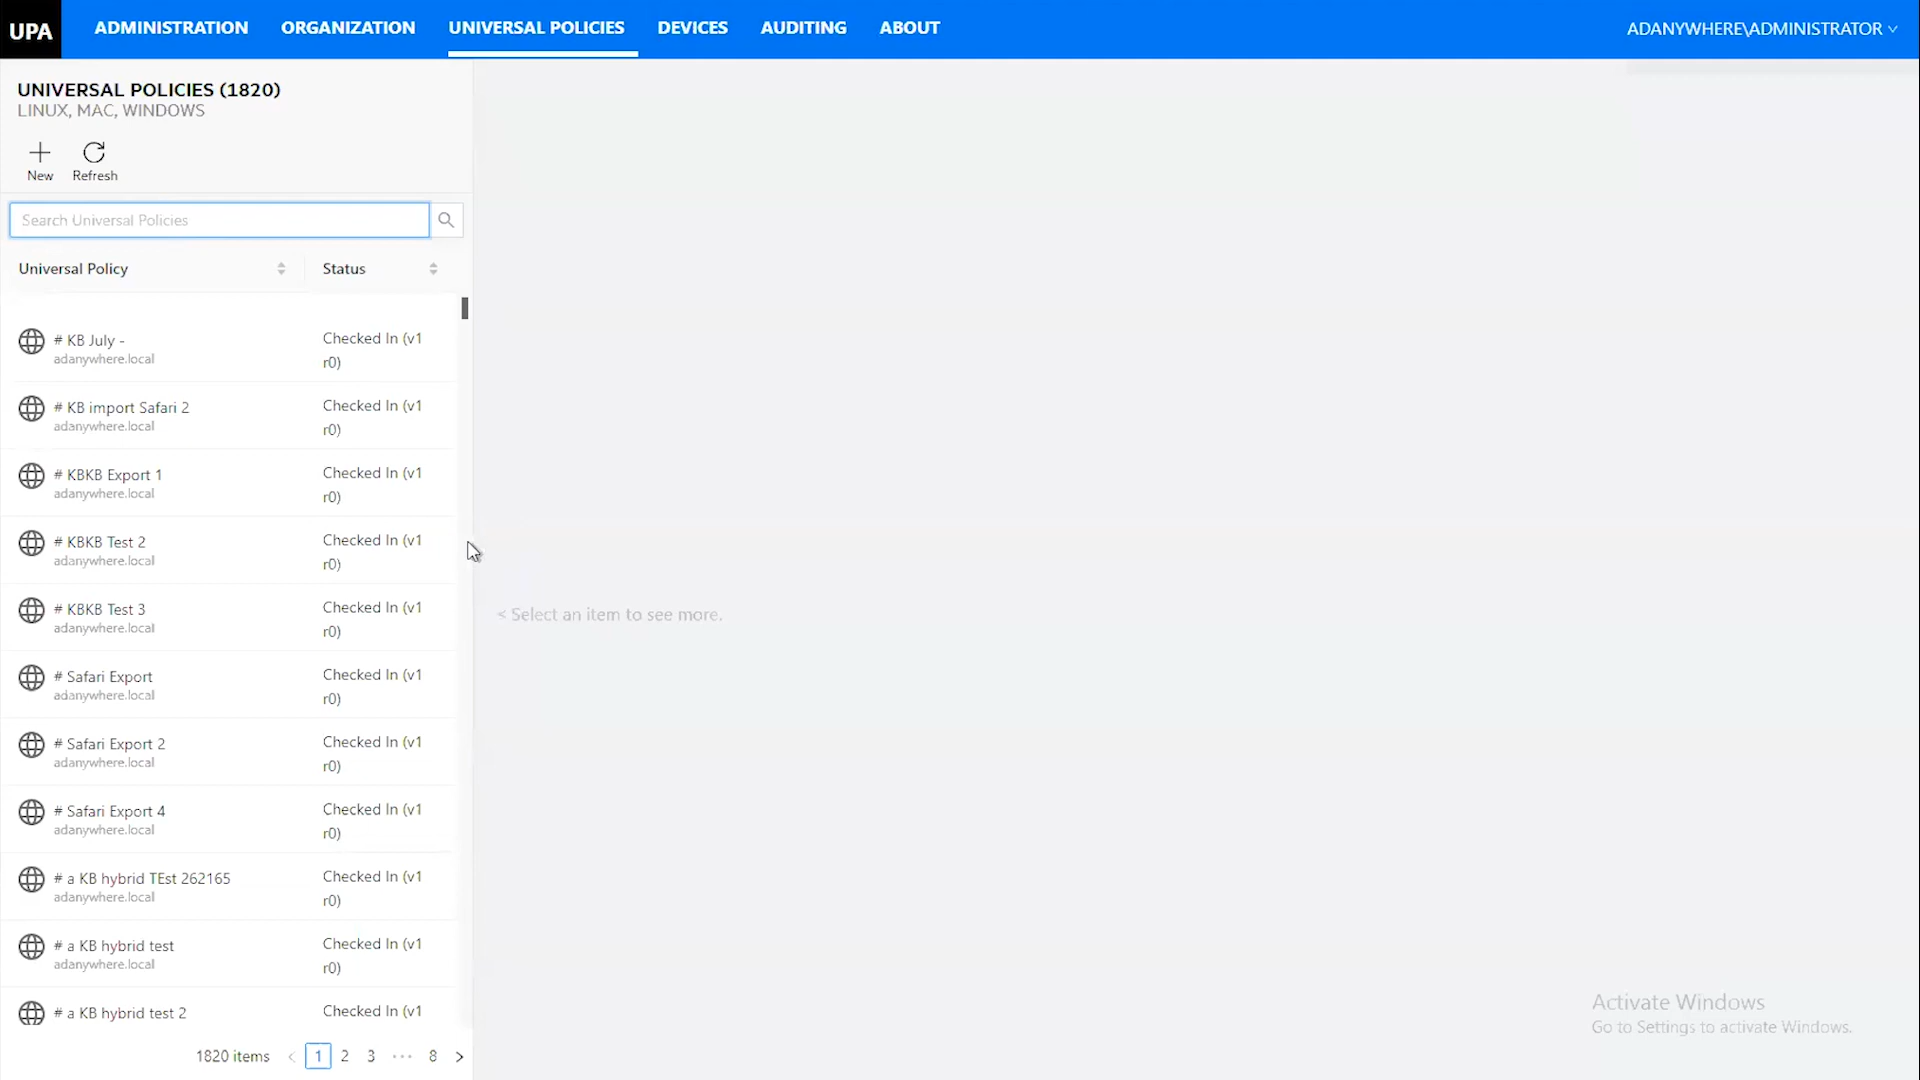 UPA ADMINISTRATION ORGANIZATION UNIVERSAL POLICIES DEVICES AUDITING ABOUT ADANYWHERE\ADMINISTRATOR
UNIVERSAL POLICIES (1820)
LINUX, MAC, WINDOWS
New Refresh
Search Universal Policies
Universal Policy Status
# KB July - Checked In (v1
adanywhere.local r0)
# KB import Safari 2 Checked In (v1
adanywhere.local r0)
# KBKB Export 1 Checked In (v1
adanywhere.local r0)
# KBKB Test 2 Checked In (v1
adanywhere.local r0)
# KBKB Test 3 Checked In (v1
adanywhere.local r0)
< Select an item to see more.
# Safari Export Checked In (v1
adanywhere.local r0)
# Safari Export 2 Checked In (v1
adanywhere.local r0)
# Safari Export 4 Checked In (v1
adanywhere.local r0)
# a KB hybrid TEst 262165 Checked In (v1
adanywhere.local r0)
# a KB hybrid test Checked In (v1
adanywhere.local r0)
# a KB hybrid test 2 Checked In (v1
Activate Windows
Go to Settings to activate Windows.
1820 items < 1 2 3 ••• 8 >